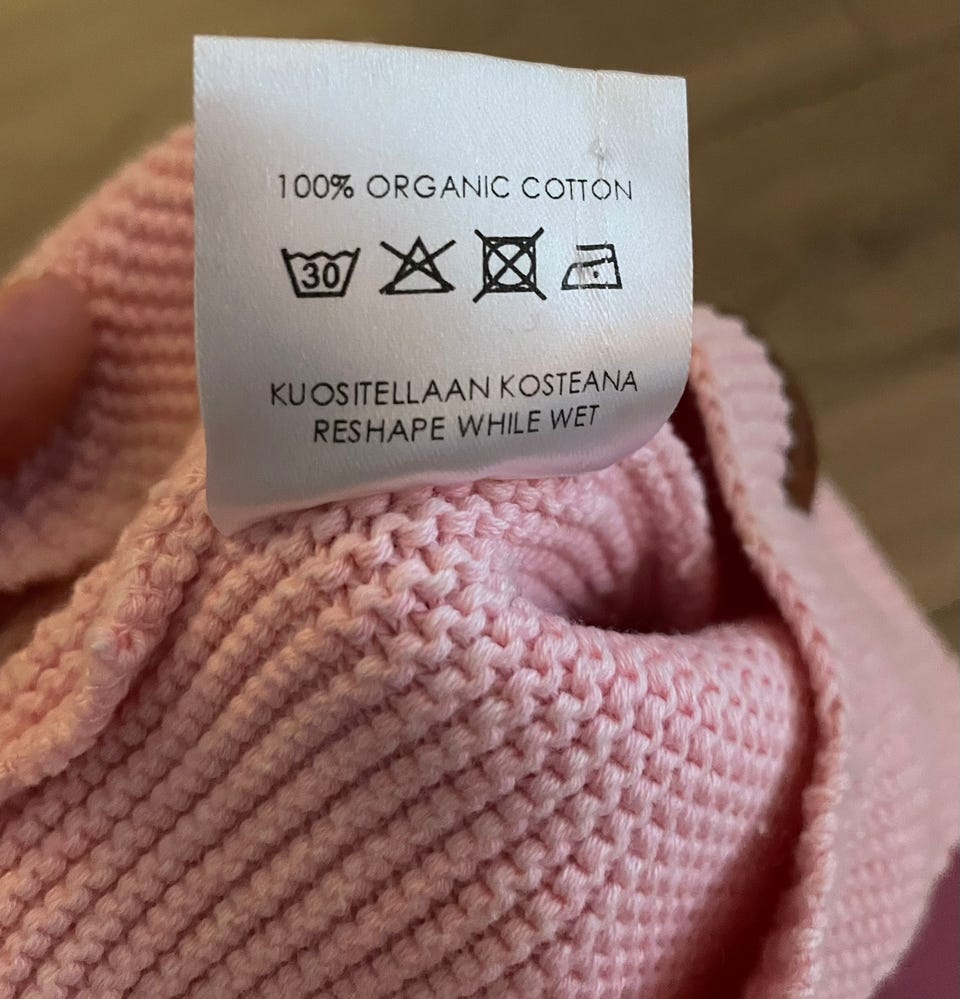 100% ORGANIC COTTON
30
KUOSITELLAAN KOSTEANA
RESHAPE WHILE WET